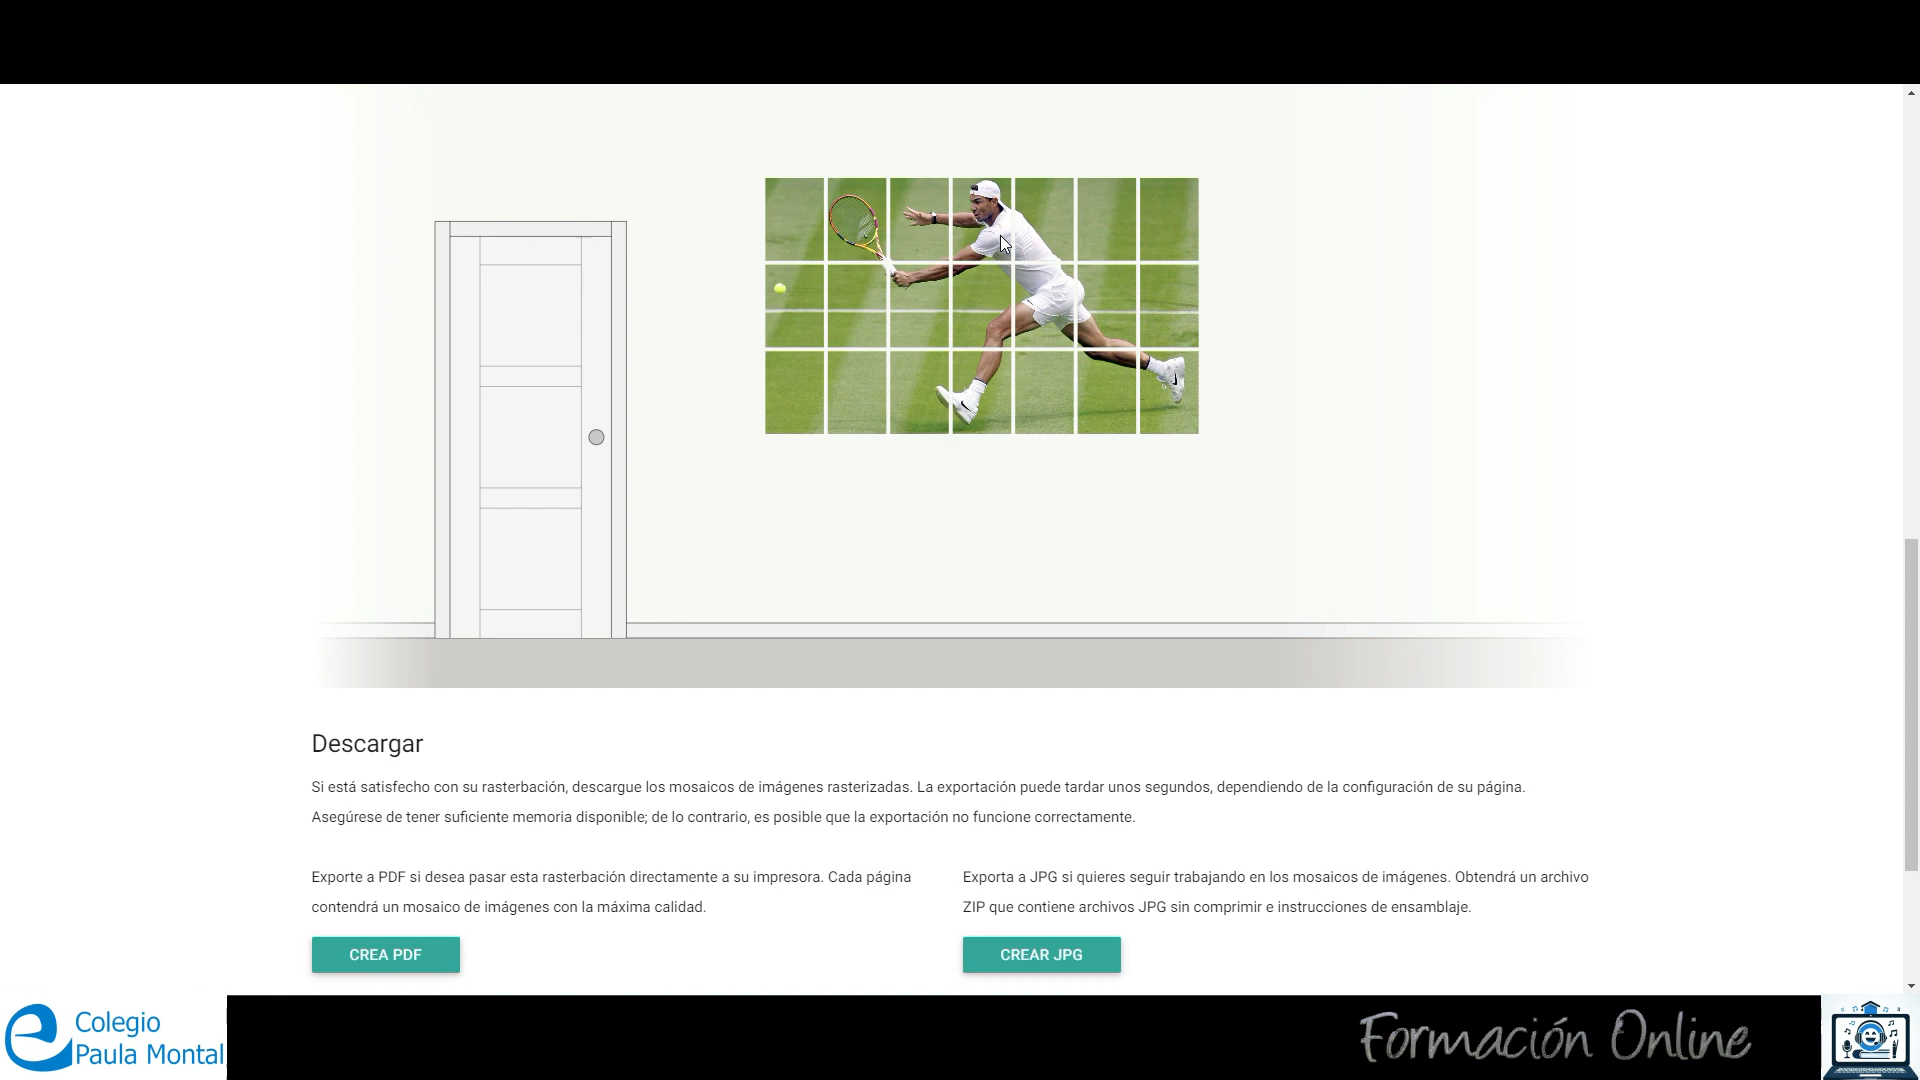 Descargar
Si está satisfecho con su rasterbación, descargue los mosaicos de imágenes rasterizadas. La exportación puede tardar unos segundos, dependiendo de la configuración de su página.
Asegúrese de tener suficiente memoria disponible; de lo contrario, es posible que la exportación no funcione correctamente.
Exporte a PDF si desea pasar esta rasterbación directamente a su impresora. Cada página
contendrá un mosaico de imágenes con la máxima calidad.
CREA PDF
Exporta a JPG si quieres seguir trabajando en los mosaicos de imágenes. Obtendrá un archivo
ZIP que contiene archivos JPG sin comprimir e instrucciones de ensamblaje.
CREAR JPG
Colegio
Paula Montal
Formación Online